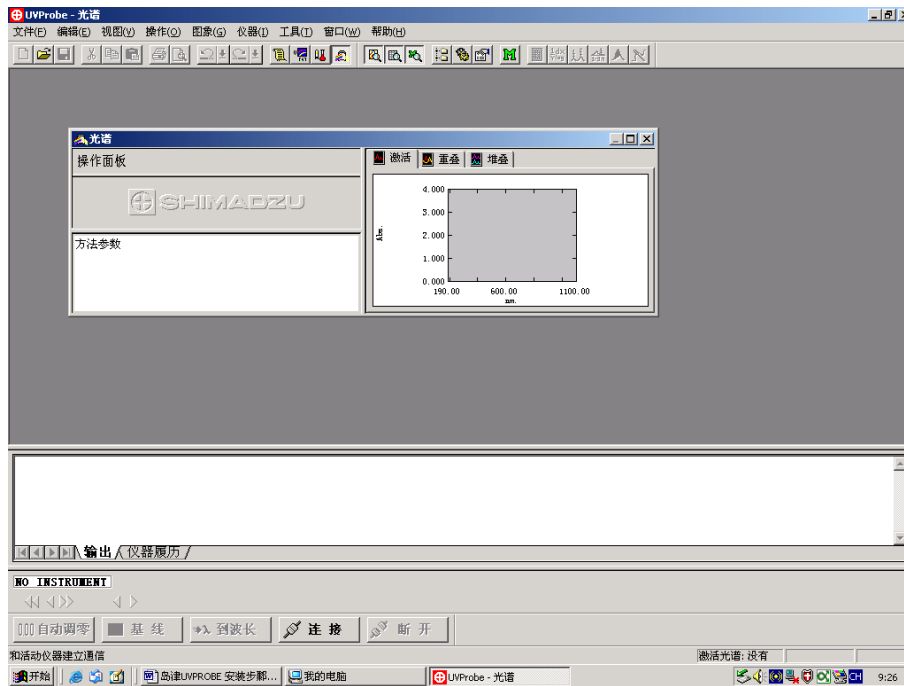 UVProbe - 光谱
文件(F) 编辑(E) 视图(V) 操作(O) 图象(G) 仪器(I) 工具(T) 窗口(W) 帮助(H)
光谱
操作面板
激活 重叠 堆叠
SHIMADZU
方法参数
Abs.
4.000
3.000
2.000
1.000
0.000
190.00 600.00 1100.00
nm.
输出 仪器履历
NO INSTRUMENT
自动调零 基线 到波长 连接 断开
和活动仪器建立通信 激活光谱: 没有
开始 岛津UVPROBE 安装步鄹... 我的电脑 UVProbe - 光谱 CH 9:26